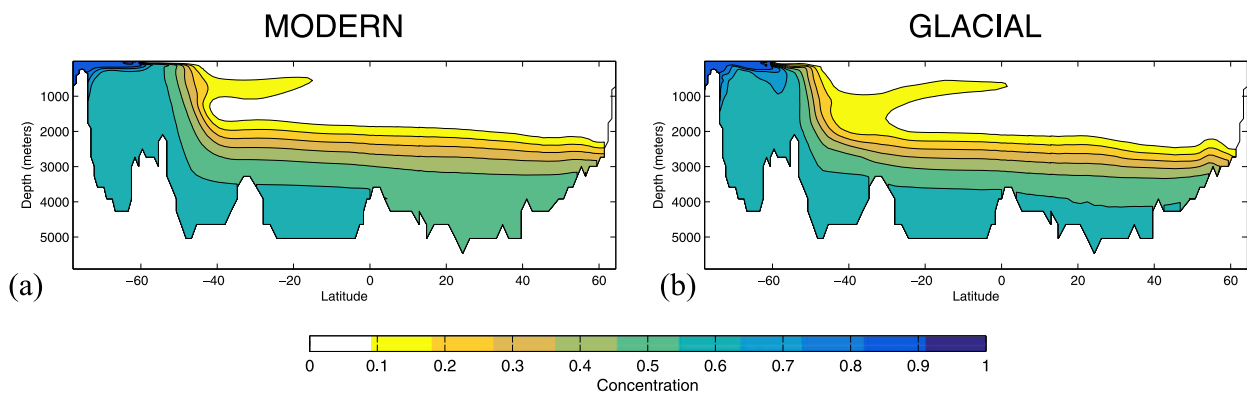 MODERN GLACIAL
1000 1000
2000 2000
3000 3000
4000 4000
5000 5000
Depth (meters) Depth (meters)
−60 −40 −20 0 20 40 60 −60 −40 −20 0 20 40 60
(a) Latitude (b) Latitude
0 0.1 0.2 0.3 0.4 0.5 0.6 0.7 0.8 0.9 1
Concentration